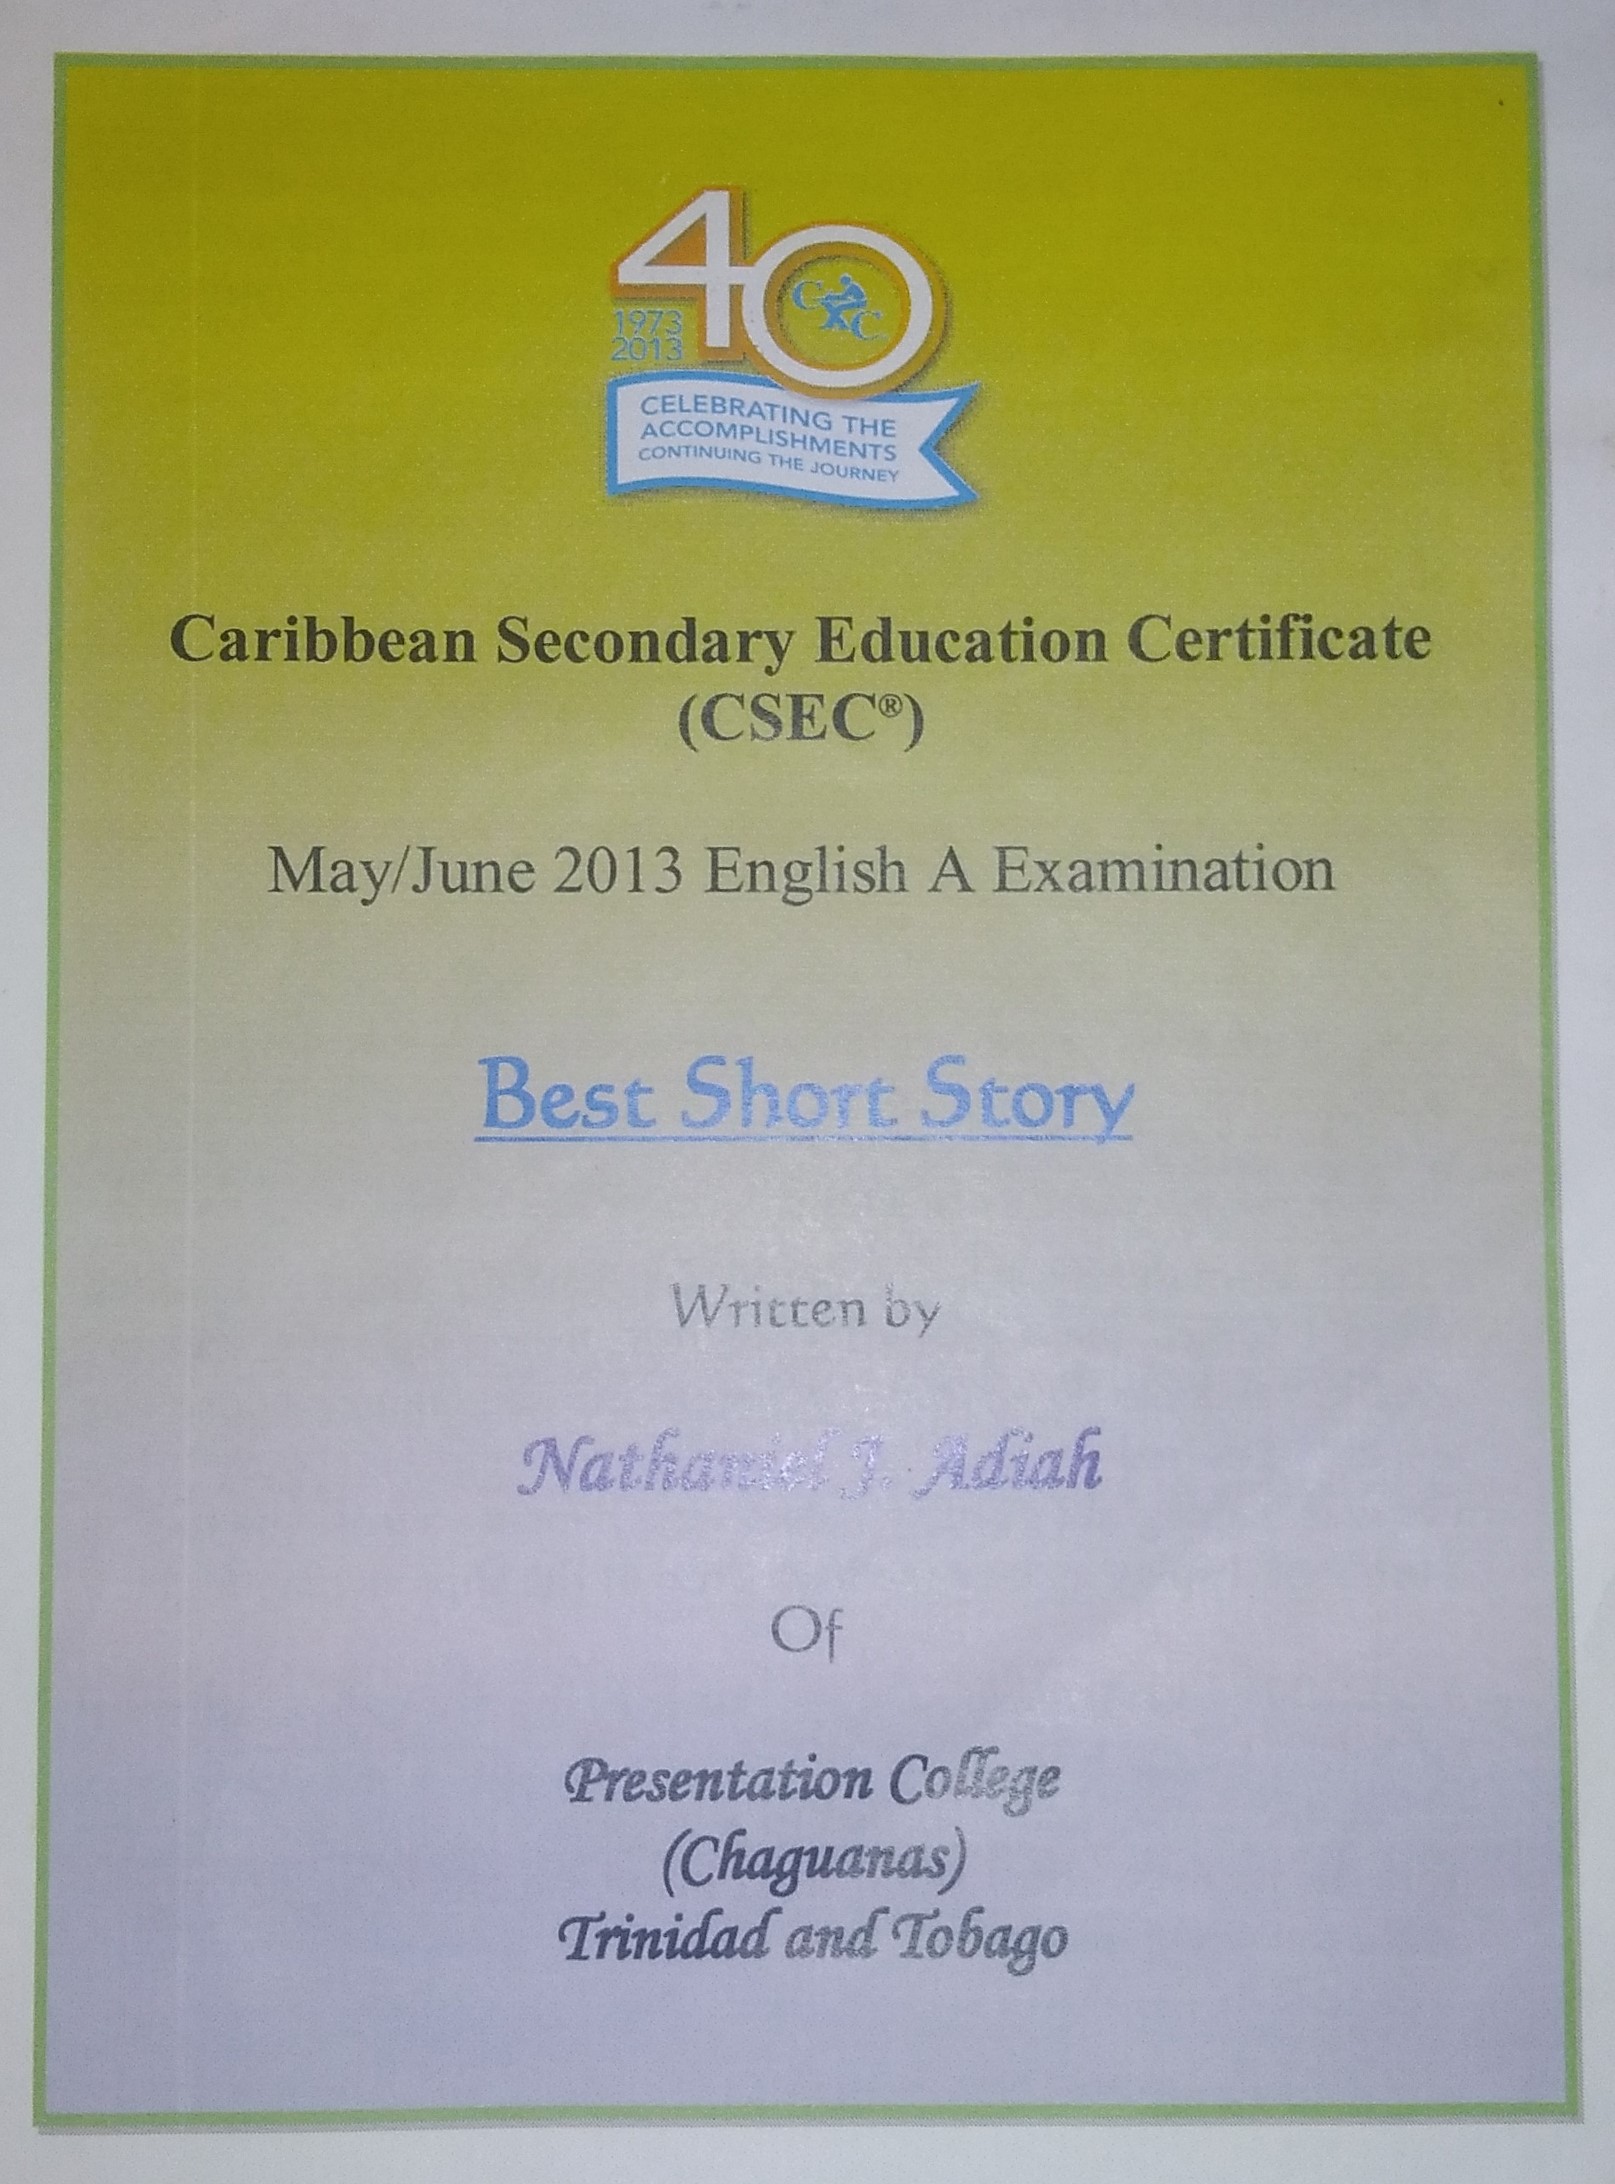 40
1973
2013
CXC
CELEBRATING THE
ACCOMPLISHMENTS
CONTINUING THE JOURNEY
Caribbean Secondary Education Certificate
(CSEC®)
May/June 2013 English A Examination
Best Short Story
Written by
Nathaniel J. Adiah
Of
Presentation College
(Chaguanas)
Trinidad and Tobago